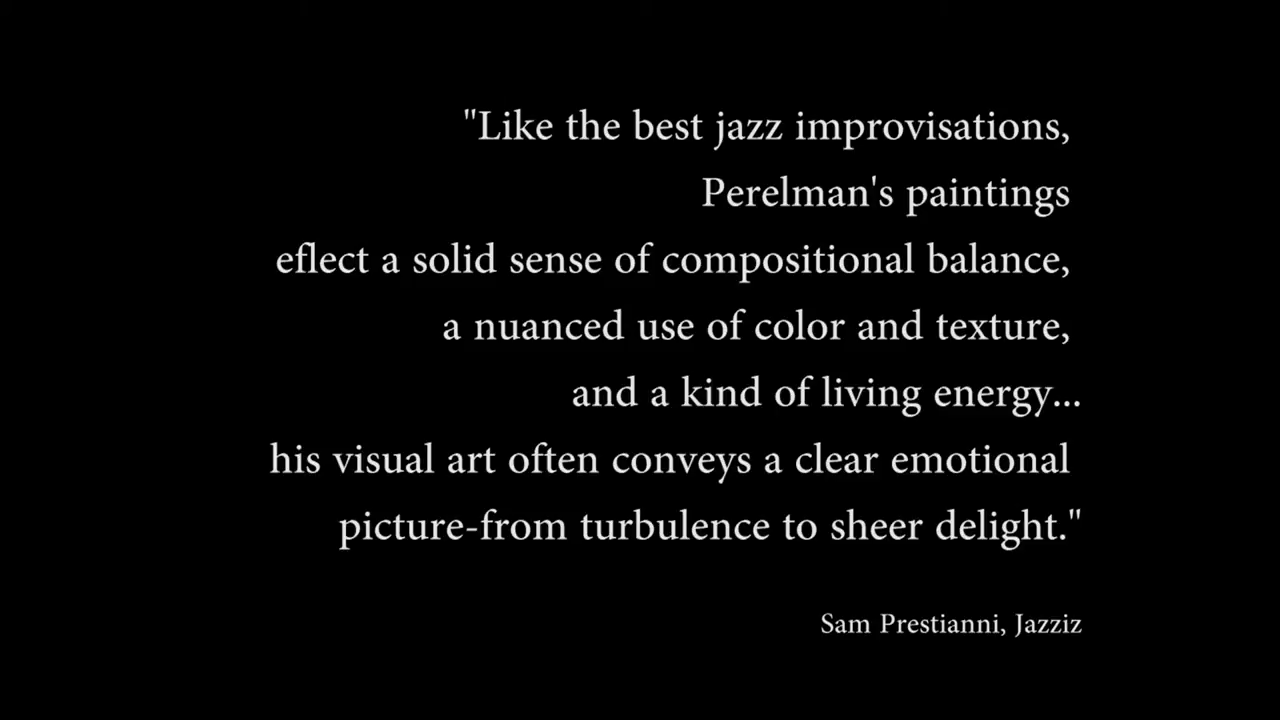 "Like the best jazz improvisations,
Perelman's paintings
eflect a solid sense of compositional balance,
a nuanced use of color and texture,
and a kind of living energy...
his visual art often conveys a clear emotional
picture-from turbulence to sheer delight."
Sam Prestianni, Jazziz